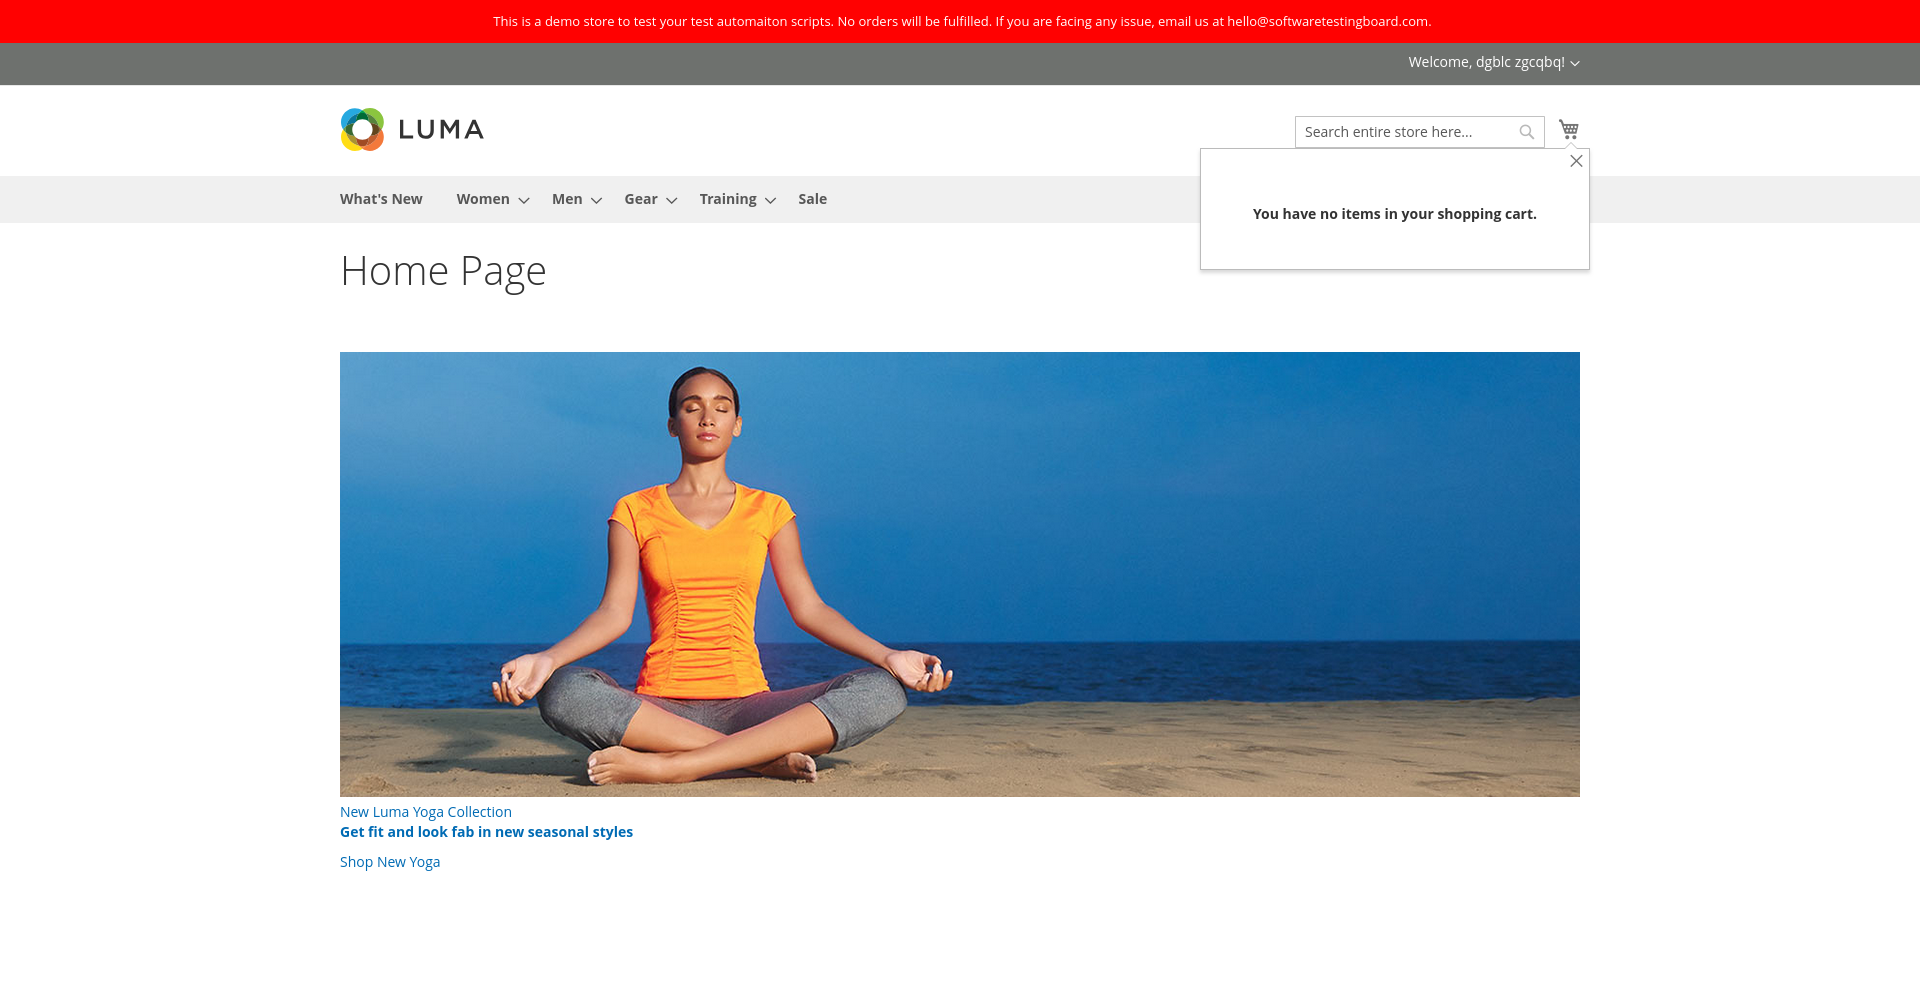 This is a demo store to test your test automaiton scripts. No orders will be fulfilled. If you are facing any issue, email us at hello@softwaretestingboard.com.
Welcome, dgblc zgcqbq!
LUMA
Search entire store here...
What's New Women Men Gear Training Sale
You have no items in your shopping cart.
Home Page
New Luma Yoga Collection
Get fit and look fab in new seasonal styles
Shop New Yoga